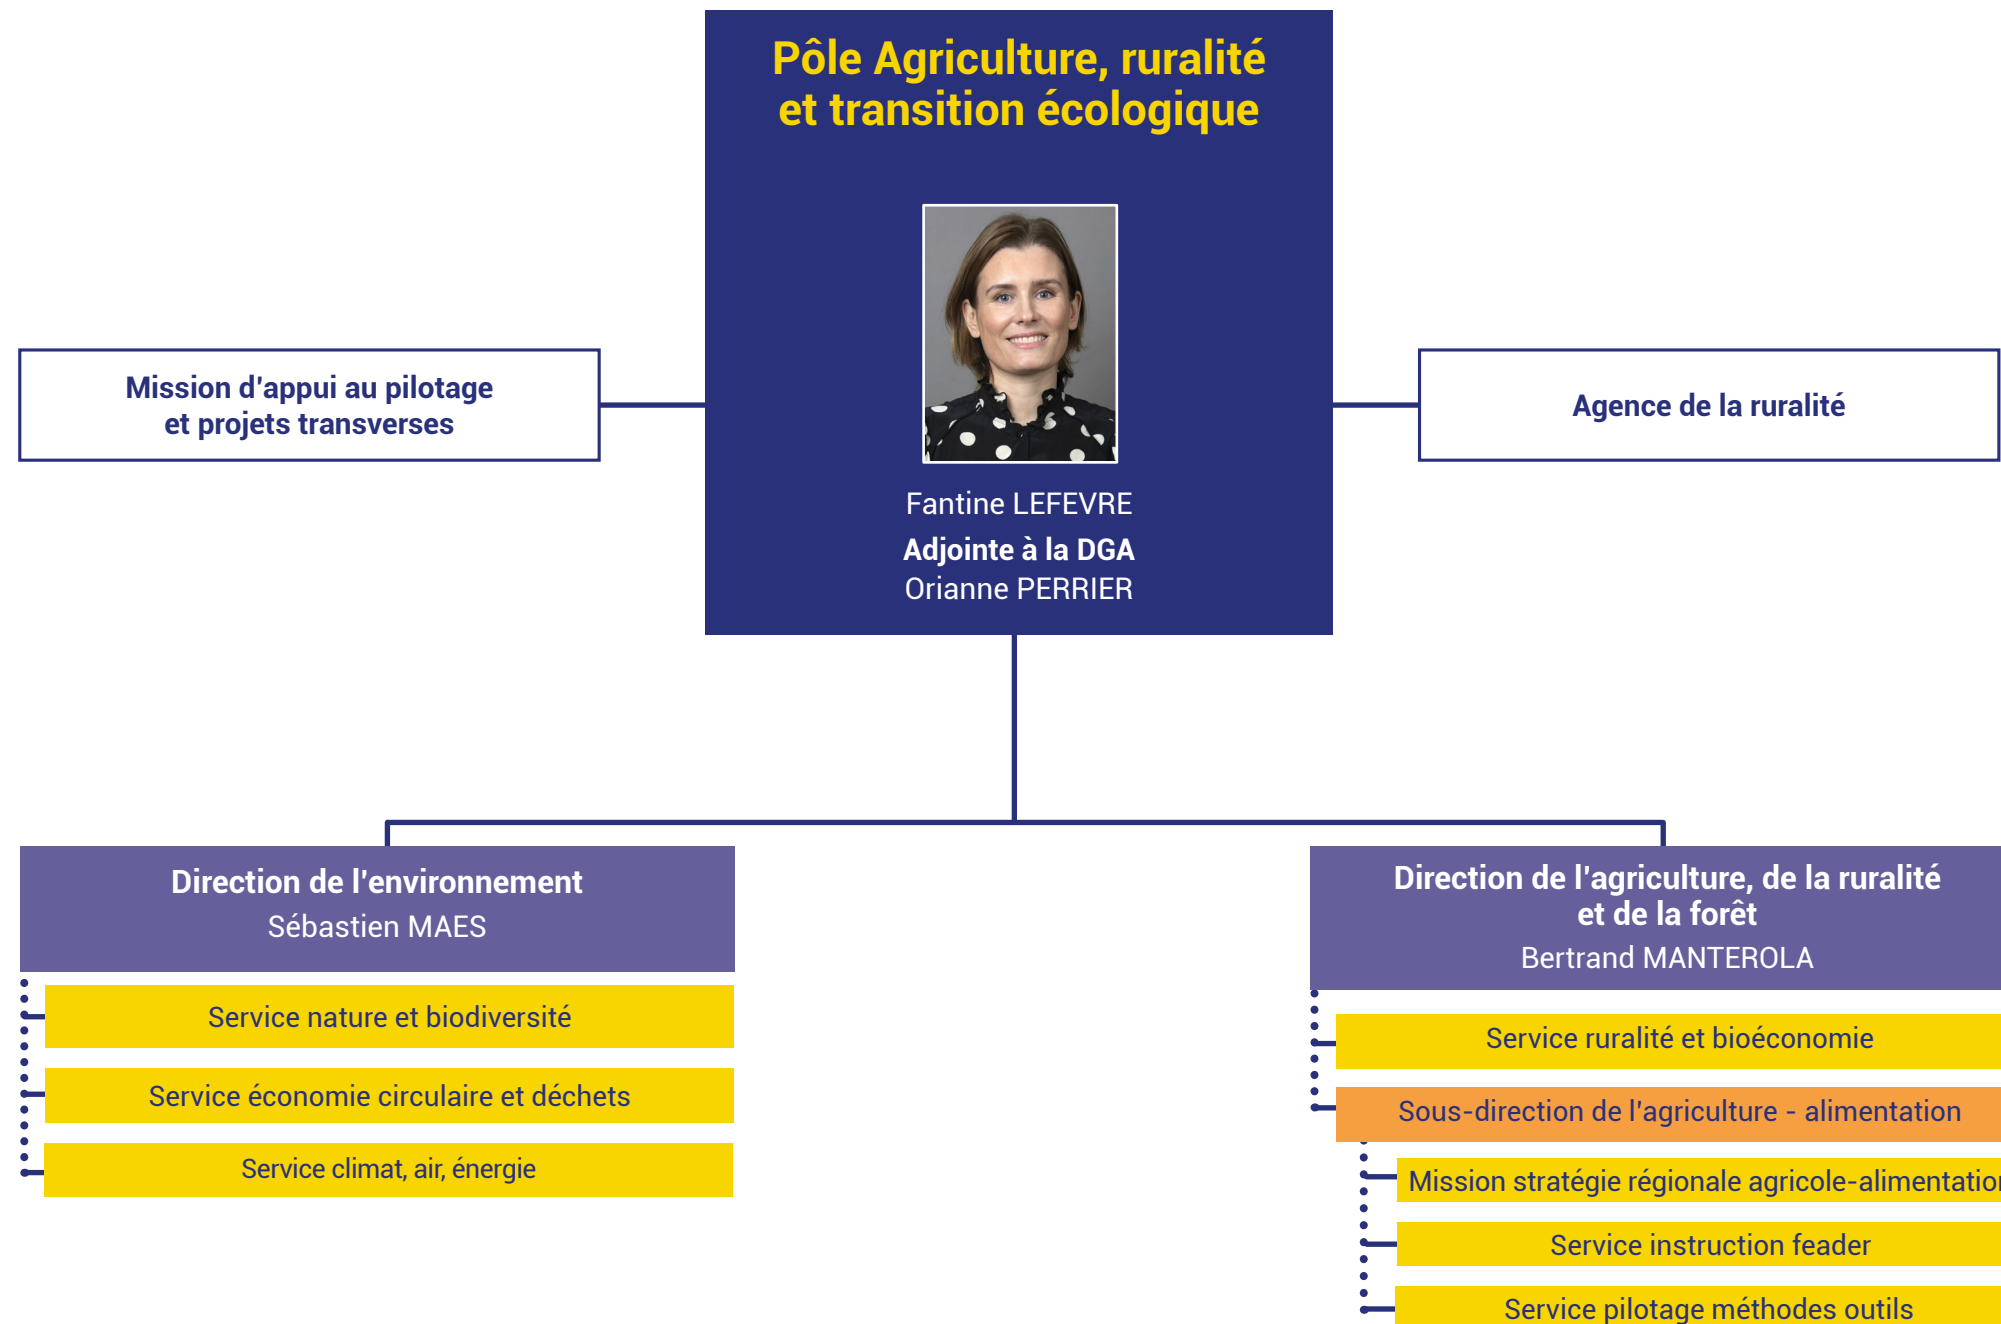 Pôle Agriculture, ruralité
et transition écologique
Mission d'appui au pilotage
et projets transverses
Agence de la ruralité
Fantine LEFEVRE
Adjointe à la DGA
Orianne PERRIER
Direction de l'environnement
Sébastien MAES
Service nature et biodiversité
Service économie circulaire et déchets
Service climat, air, énergie
Direction de l'agriculture, de la ruralité
et de la forêt
Bertrand MANTEROLA
Service ruralité et bioéconomie
Sous-direction de l'agriculture - alimentation
Mission stratégie régionale agricole-alimentation
Service instruction feader
Service pilotage méthodes outils